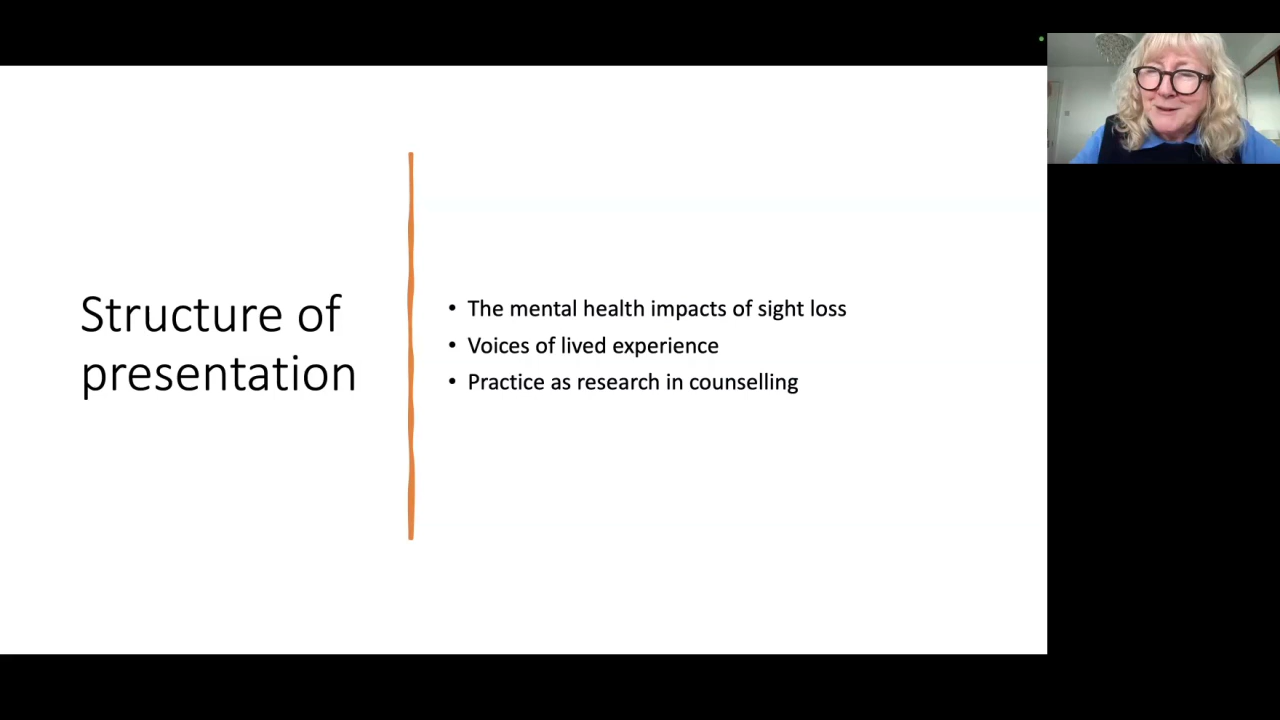 Structure of
presentation
• The mental health impacts of sight loss
• Voices of lived experience
• Practice as research in counselling